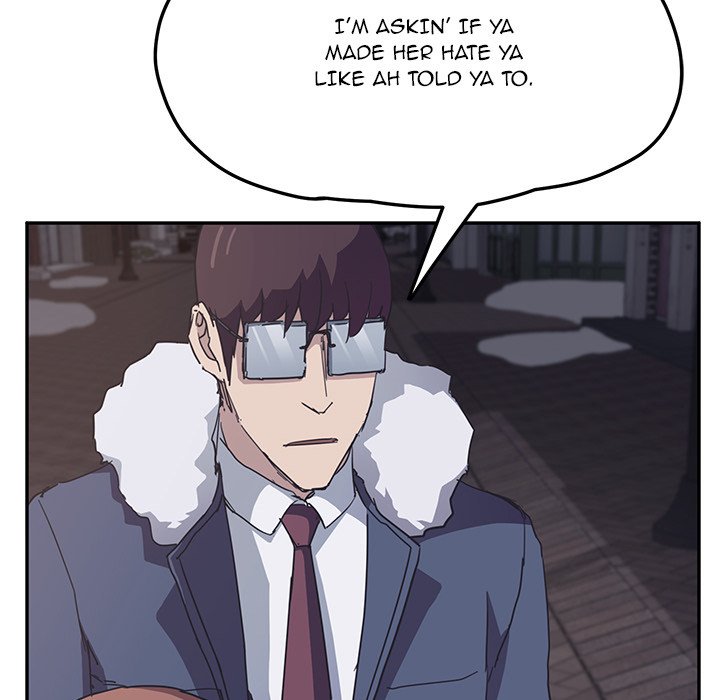 I'M ASKIN' IF YA
MADE HER HATE YA
LIKE AH TOLD YA TO.